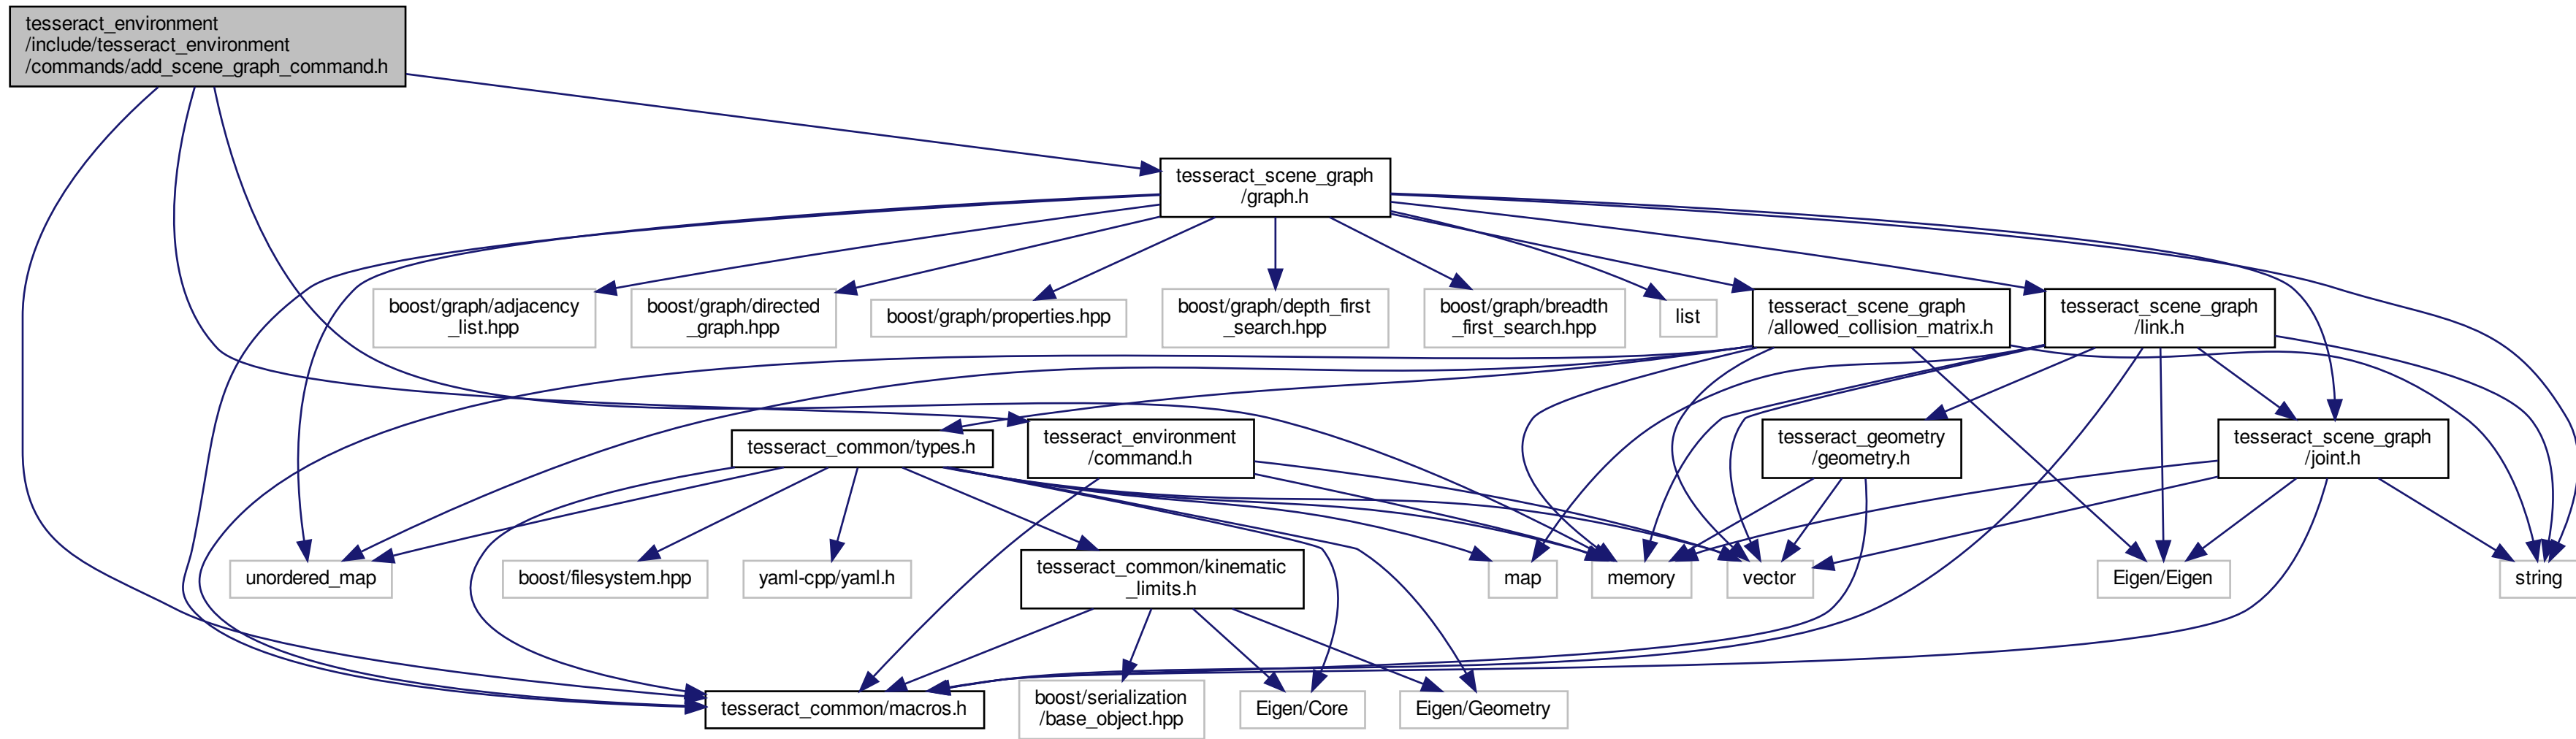 tesseract_environment
/include/tesseract_environment
/commands/add_scene_graph_command.h
tesseract_scene_graph
/graph.h
boost/graph/adjacency
_list.hpp
boost/graph/directed
_graph.hpp
boost/graph/properties.hpp
boost/graph/depth_first
_search.hpp
boost/graph/breadth
_first_search.hpp
list
tesseract_scene_graph
/allowed_collision_matrix.h
tesseract_scene_graph
/link.h
tesseract_common/types.h
tesseract_environment
/command.h
tesseract_geometry
/geometry.h
tesseract_scene_graph
/joint.h
unordered_map
boost/filesystem.hpp
yaml-cpp/yaml.h
tesseract_common/kinematic
_limits.h
map
memory
vector
Eigen/Eigen
string
tesseract_common/macros.h
boost/serialization
/base_object.hpp
Eigen/Core
Eigen/Geometry